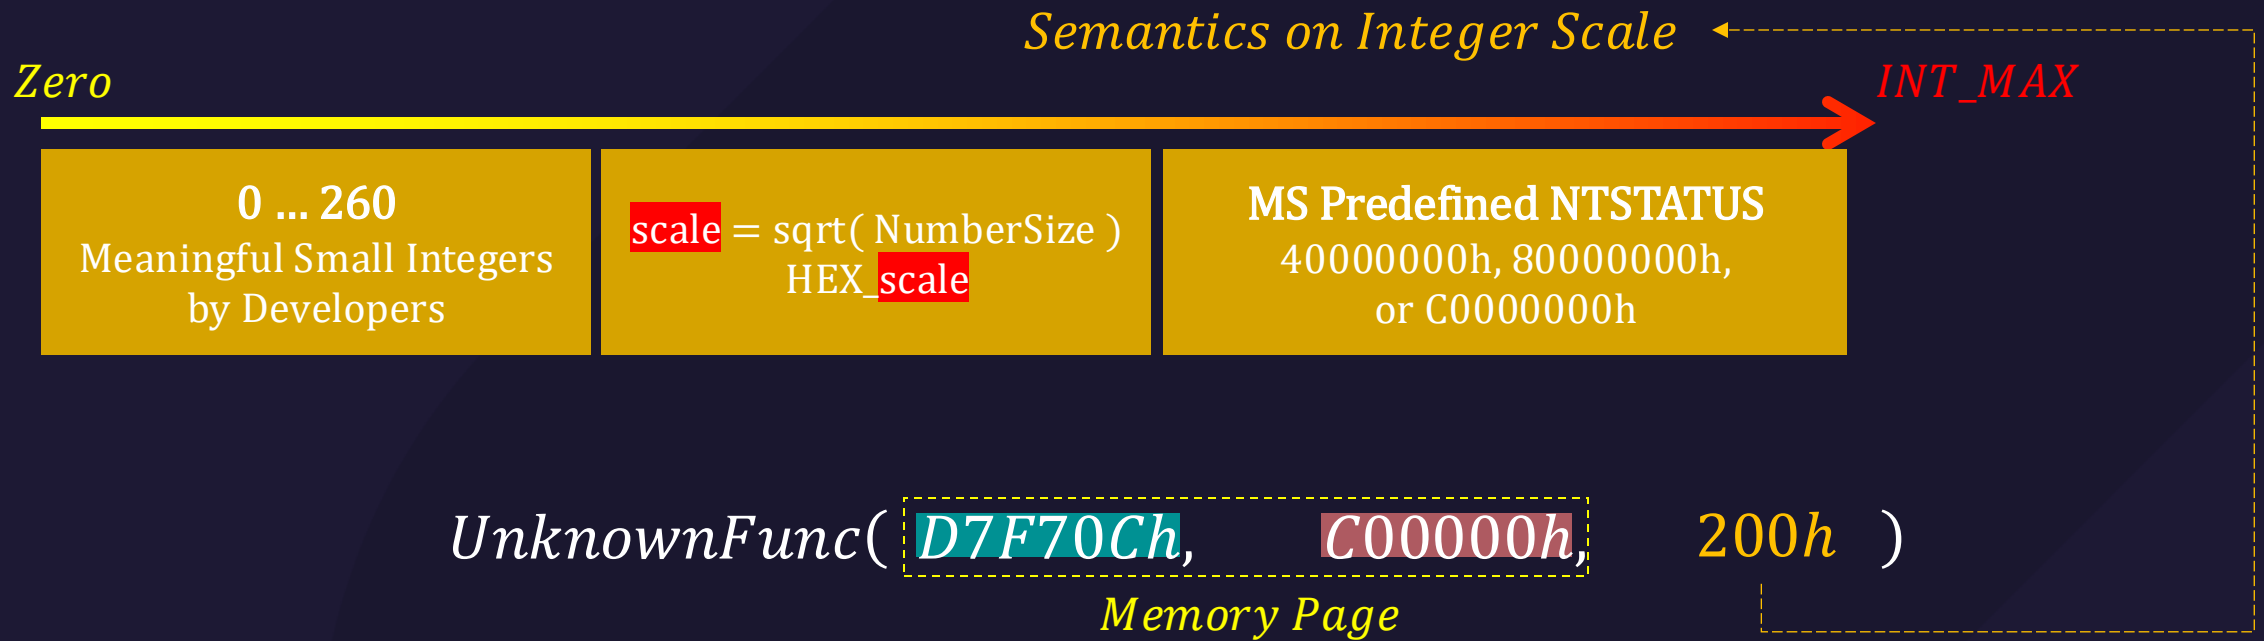 Semantics on Integer Scale
Zero
INT_MAX
0 ... 260
Meaningful Small Integers
by Developers
scale = sqrt( NumberSize )
HEX_scale
MS Predefined NTSTATUS
40000000h, 80000000h,
or C0000000h
UnknownFunc( D7F70Ch, C00000h, 200h )
Memory Page